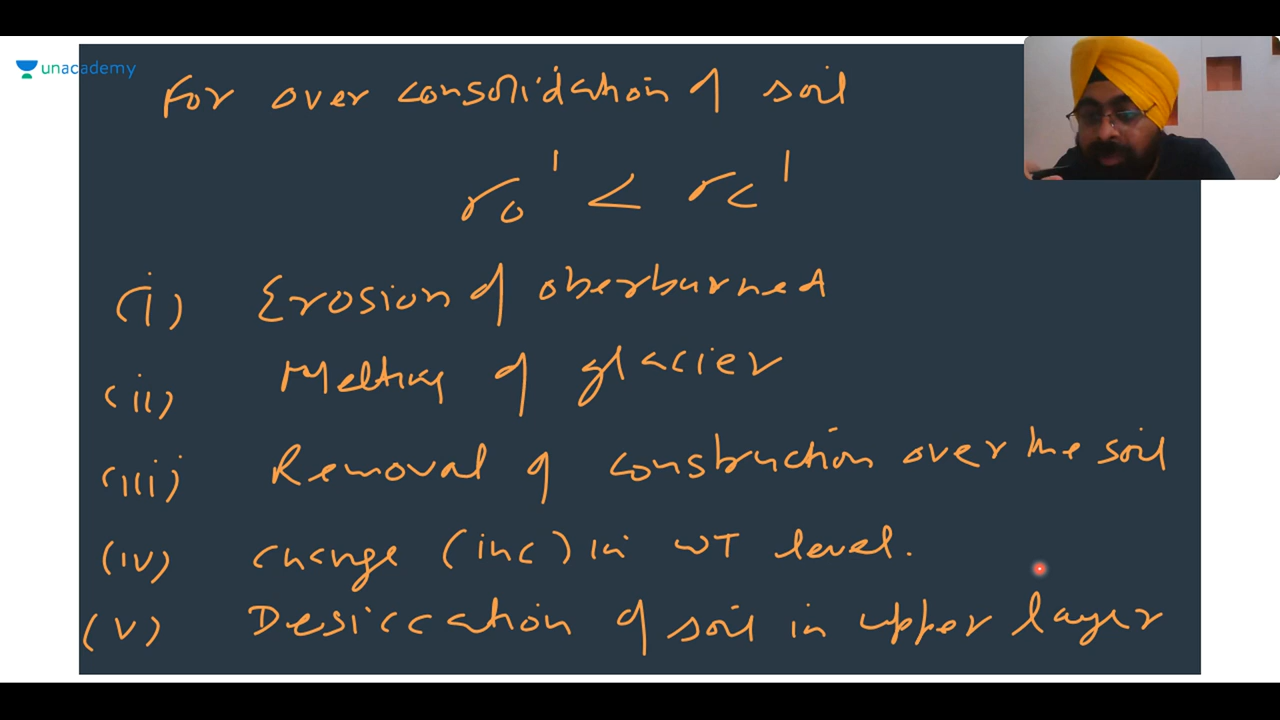 unacademy
For over consolidation of soil
σo' < σc'
(i) Erosion of oberburned
(ii) Melting of glacier
(iii) Removal of construction over the soil
(iv) change (inc) in WT level.
(v) Desiccation of soil in upper layer